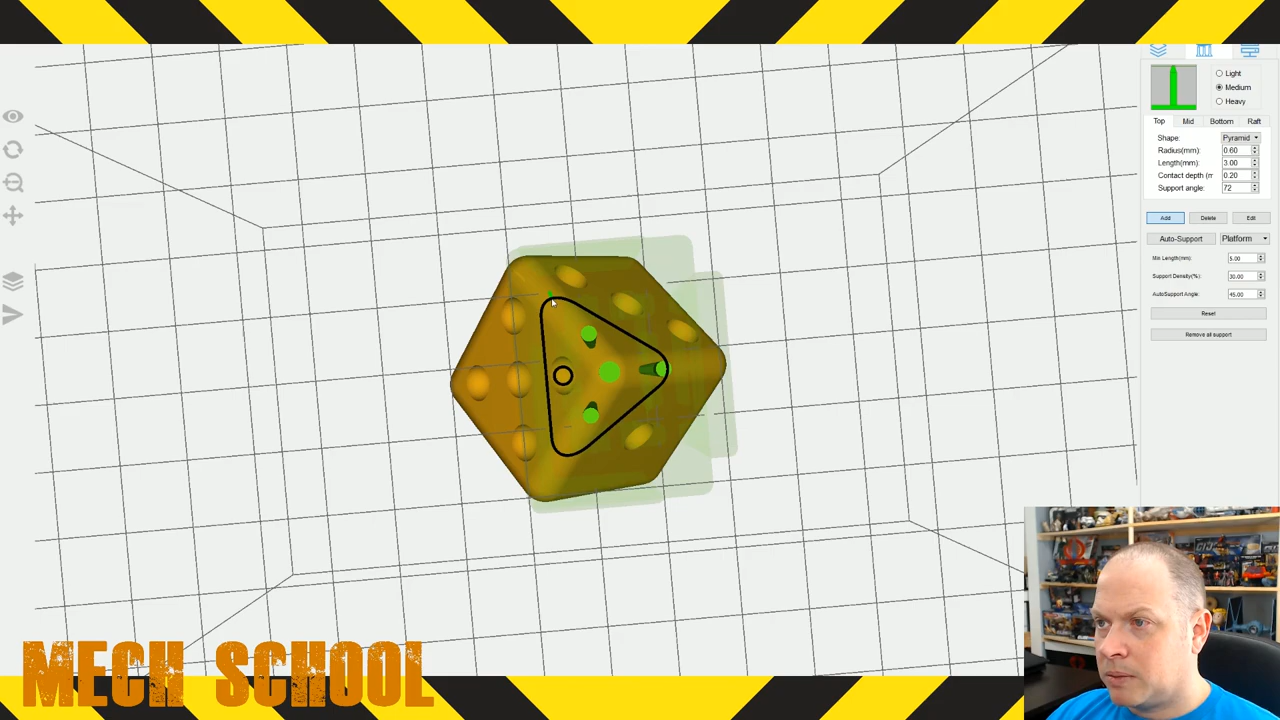 Light
Medium
Heavy
Top Mid Bottom Raft
Shape: Pyramid
Radius(mm): 0.60
Length(mm): 3.00
Contact depth (m 0.20
Support angle: 72
Add Delete Edit
Auto-Support Platform
Min Length(mm): 5.00
Support Density(%): 30.00
AutoSupport Angle: 45.00
Reset
Remove all support
MECH SCHOOL